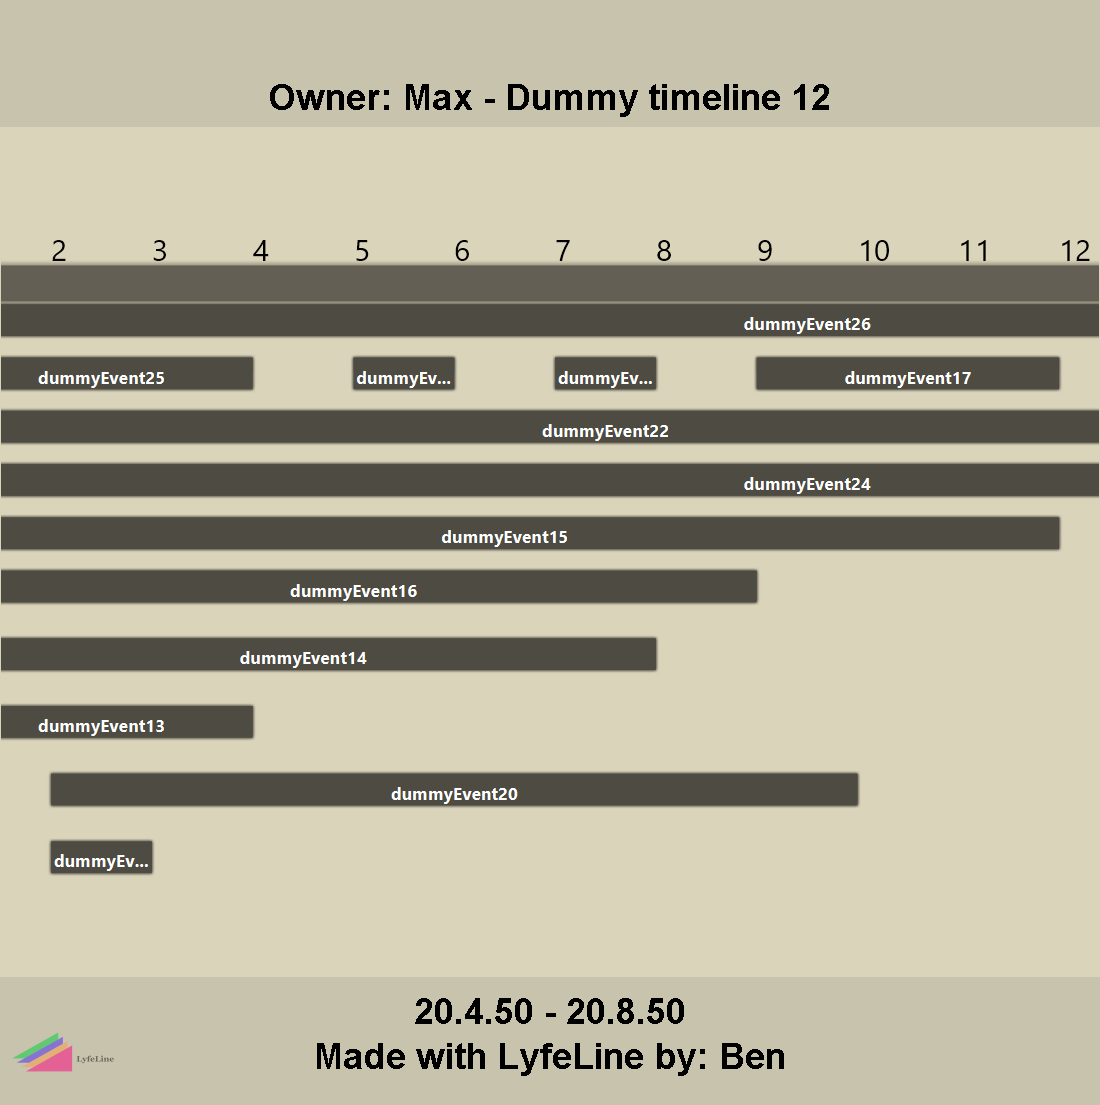 Owner: Max - Dummy timeline 12
2 3 4 5 6 7 8 9 10 11 12
dummyEvent26
dummyEvent25 dummyEv... dummyEv... dummyEvent17
dummyEvent22
dummyEvent24
dummyEvent15
dummyEvent16
dummyEvent14
dummyEvent13
dummyEvent20
dummyEv...
20.4.50 - 20.8.50
Made with LyfeLine by: Ben
LyfeLine